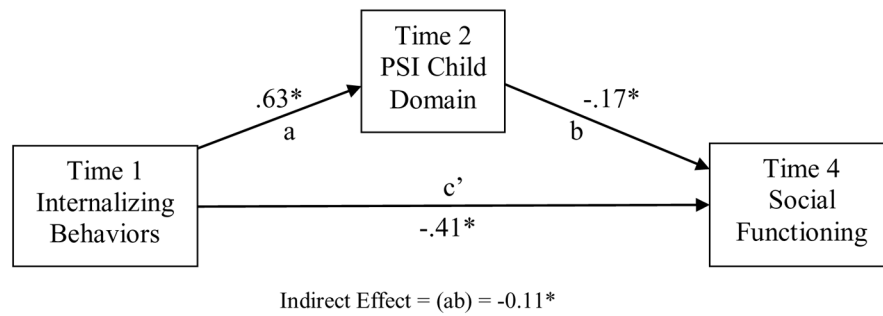 Time 2
PSI Child
Domain
.63*
a
-.17*
b
Time 1
Internalizing
Behaviors
c’
-.41*
Time 4
Social
Functioning
Indirect Effect = (ab) = -0.11*